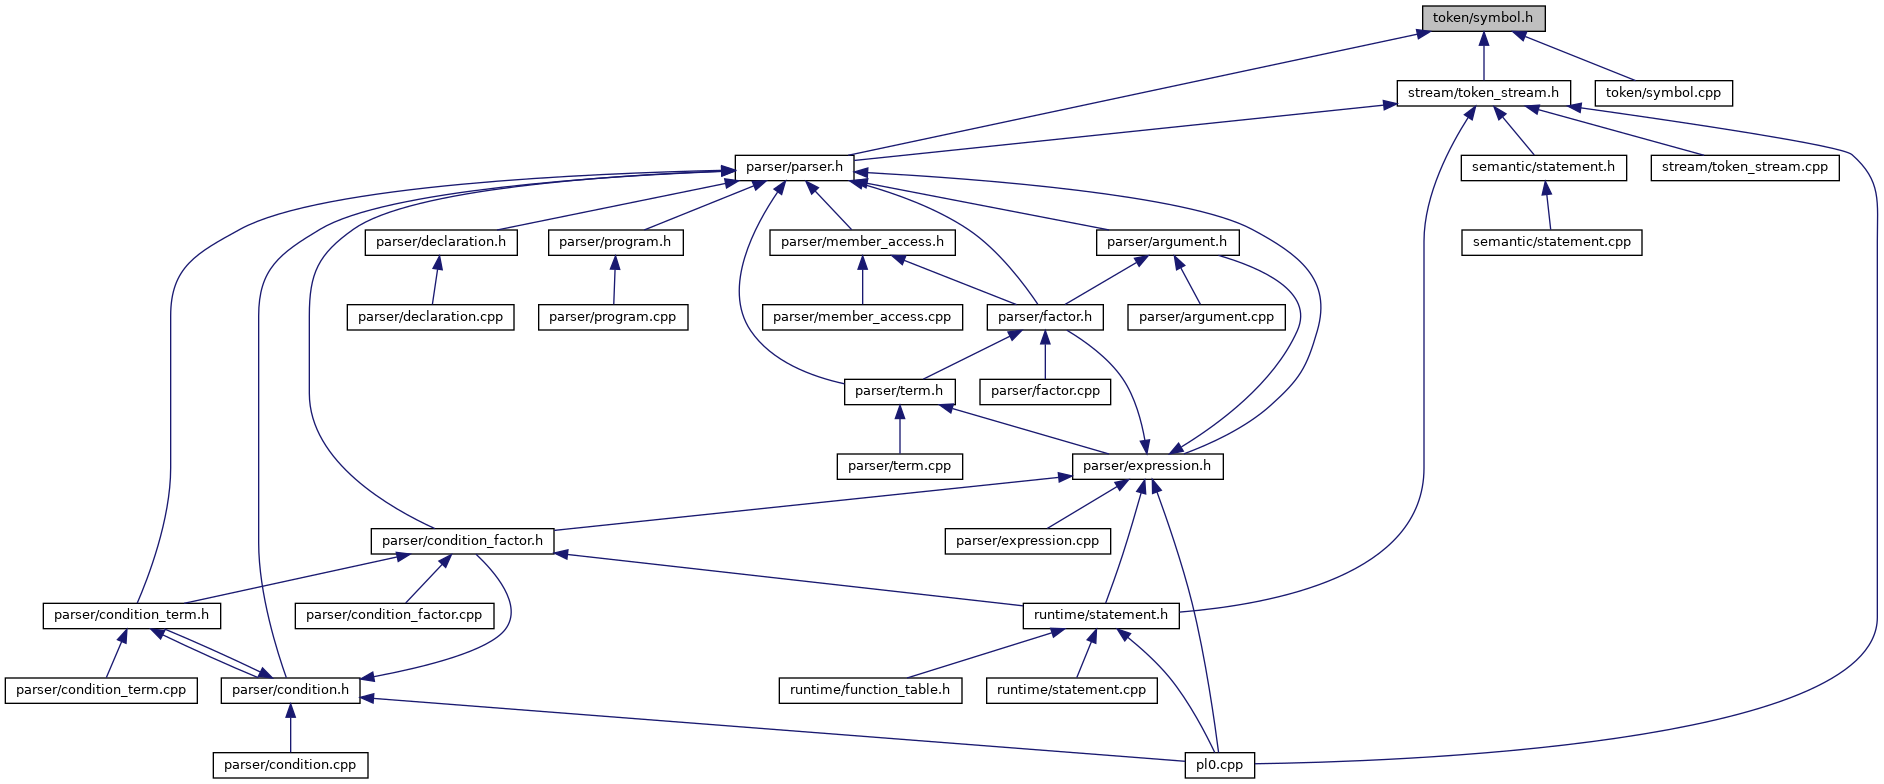 token/symbol.h
stream/token_stream.h
token/symbol.cpp
parser/parser.h
semantic/statement.h
stream/token_stream.cpp
parser/declaration.h
parser/program.h
parser/member_access.h
parser/argument.h
semantic/statement.cpp
parser/declaration.cpp
parser/program.cpp
parser/member_access.cpp
parser/factor.h
parser/argument.cpp
parser/term.h
parser/factor.cpp
parser/term.cpp
parser/expression.h
parser/condition_factor.h
parser/expression.cpp
parser/condition_term.h
parser/condition_factor.cpp
runtime/statement.h
parser/condition_term.cpp
parser/condition.h
runtime/function_table.h
runtime/statement.cpp
parser/condition.cpp
pl0.cpp